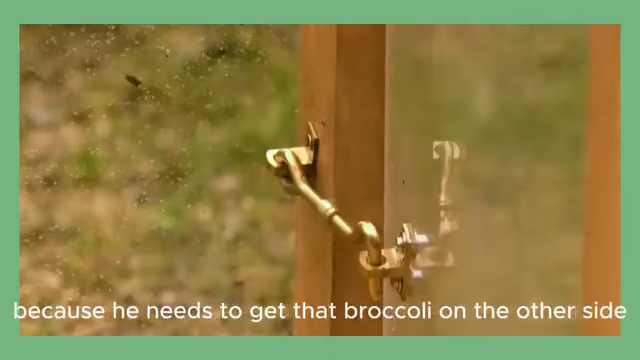 because he needs to get that broccoli on the other side